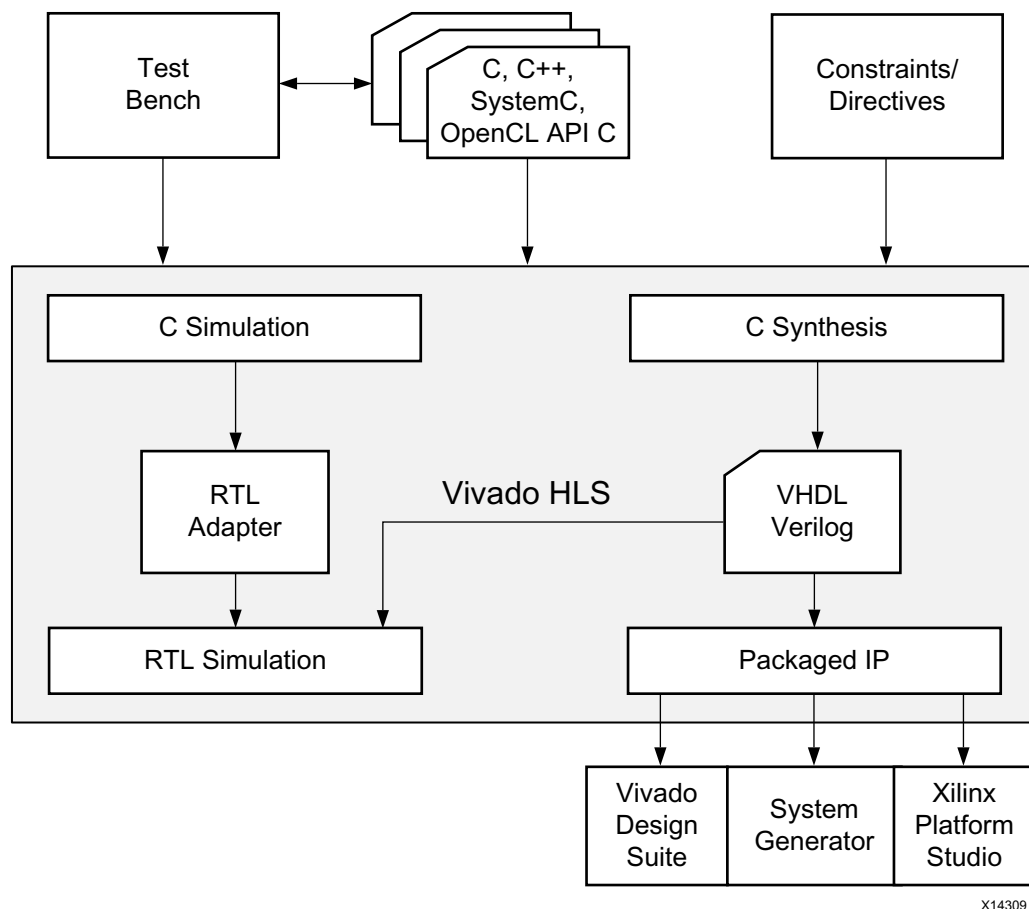 Test
Bench
C, C++,
SystemC,
OpenCL API C
Constraints/
Directives
C Simulation
C Synthesis
RTL
Adapter
Vivado HLS
VHDL
Verilog
RTL Simulation
Packaged IP
Vivado
Design
Suite
System
Generator
Xilinx
Platform
Studio
X14309